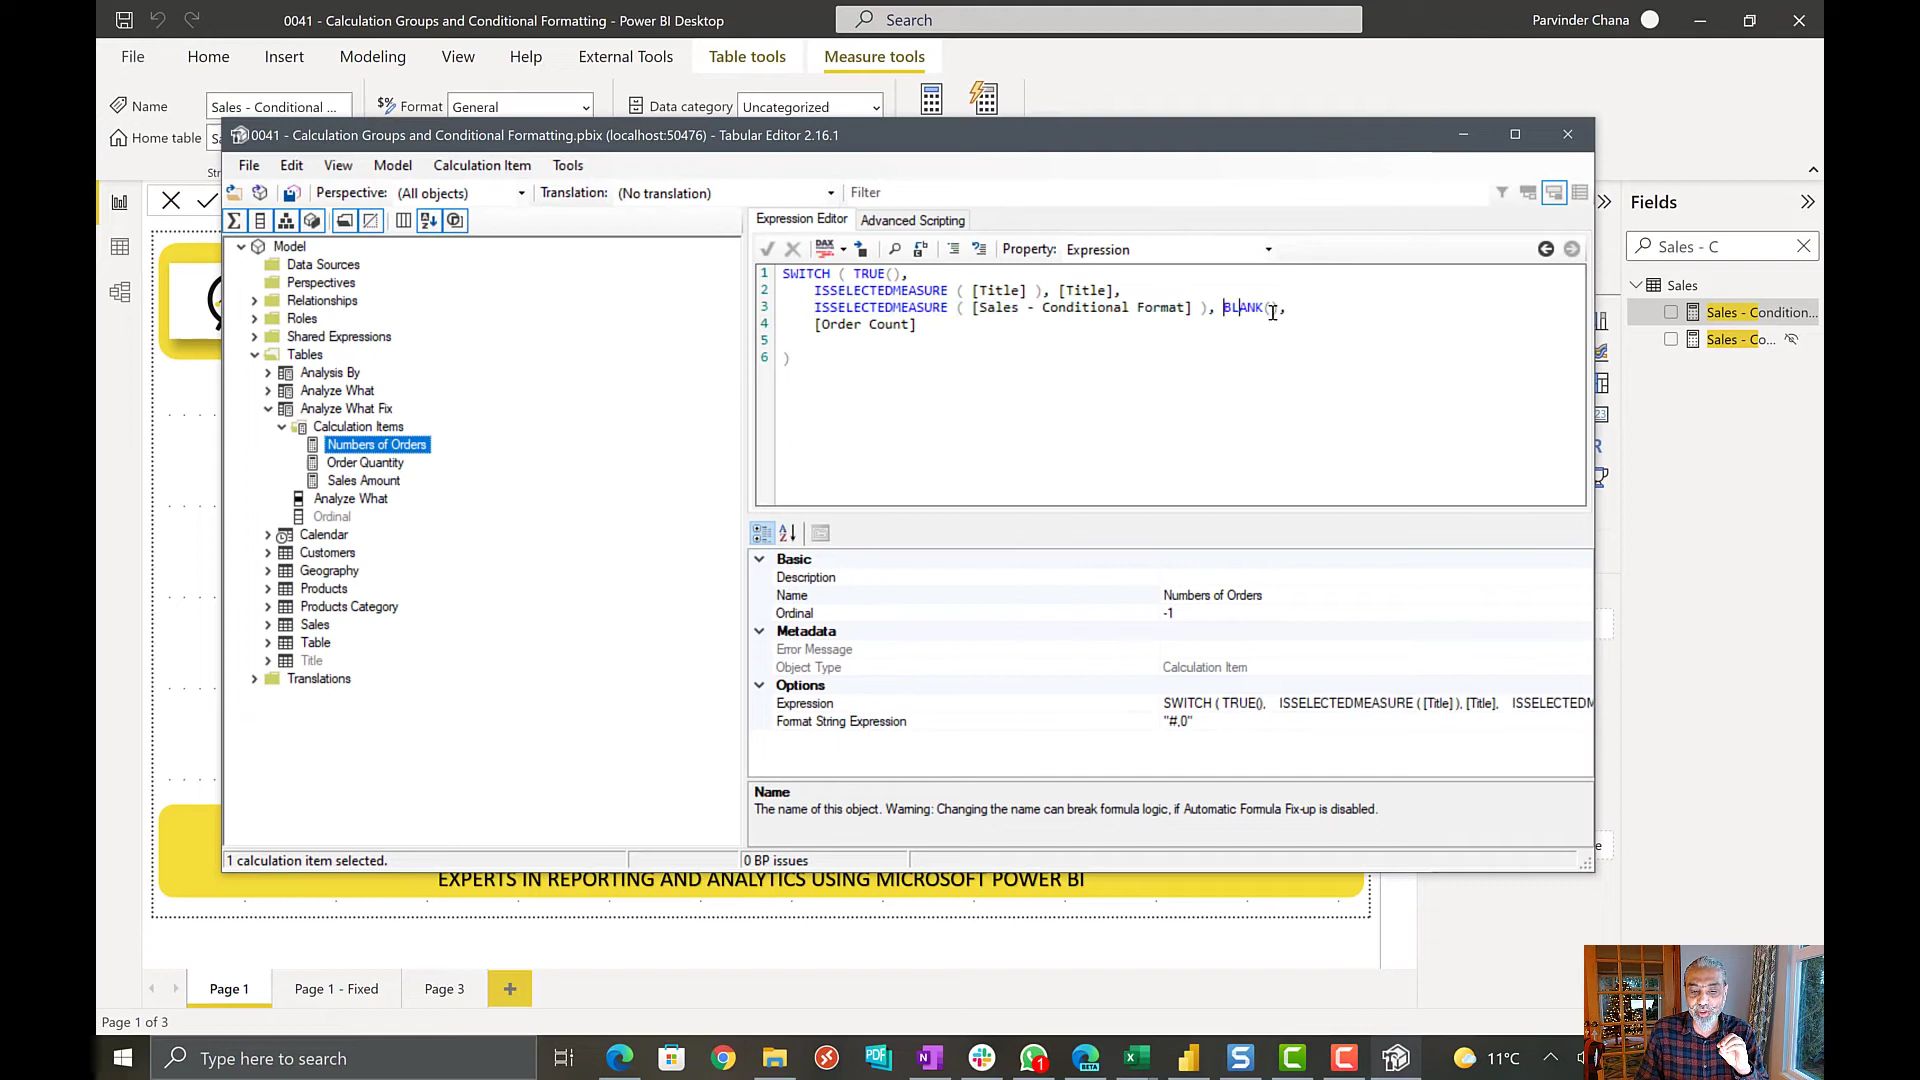 0041 - Calculation Groups and Conditional Formatting - Power BI Desktop
Search
Parvinder Chana
File
Home
Insert
Modeling
View
Help
External Tools
Table tools
Measure tools
Name
Sales - Conditional ...
Format
General
Data category
Uncategorized
Home table
0041 - Calculation Groups and Conditional Formatting.pbix (localhost:50476) - Tabular Editor 2.16.1
File
Edit
View
Model
Calculation Item
Tools
Perspective:
(All objects)
Translation:
(No translation)
Filter
Expression Editor
Advanced Scripting
Property:
Expression
1 SWITCH ( TRUE(),
2 ISSELECTEDMEASURE ( [Title] ), [Title],
3 ISSELECTEDMEASURE ( [Sales - Conditional Format] ), BLANK(),
4 [Order Count]
5
6 )
Model
Data Sources
Perspectives
Relationships
Roles
Shared Expressions
Tables
Analysis By
Analyze What
Analyze What Fix
Calculation Items
Numbers of Orders
Order Quantity
Sales Amount
Analyze What
Ordinal
Calendar
Customers
Geography
Products
Products Category
Sales
Table
Title
Translations
Basic
Description
Name
Numbers of Orders
Ordinal
-1
Metadata
Error Message
Object Type
Calculation Item
Options
Expression
SWITCH ( TRUE(), ISSELECTEDMEASURE ( [Title] ), [Title], ISSELECTEDM
Format String Expression
"#,0"
Name
The name of this object. Warning: Changing the name can break formula logic, if Automatic Formula Fix-up is disabled.
1 calculation item selected.
0 BP issues
Fields
Sales - C
Sales
Sales - Condition...
Sales - Co...
EXPERTS IN REPORTING AND ANALYTICS USING MICROSOFT POWER BI
Page 1
Page 1 - Fixed
Page 3
Page 1 of 3
Type here to search
11°C